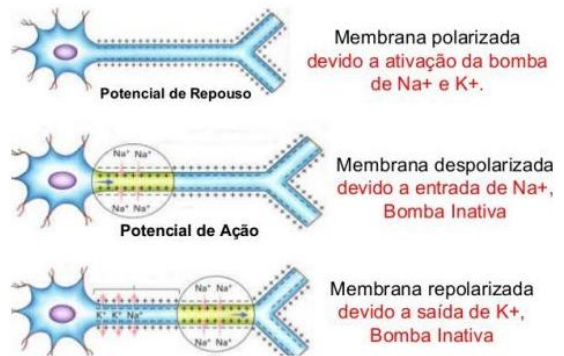 Membrana polarizada
devido a ativação da bomba
de Na+ e K+.
Potencial de Repouso
Na⁺ Na⁺
Na⁺ Na⁺
Membrana despolarizada
devido a entrada de Na+,
Bomba Inativa
Potencial de Ação
Na⁺ Na⁺
K⁺ K⁺ Na⁺
Na⁺ Na⁺
Membrana repolarizada
devido a saída de K+,
Bomba Inativa